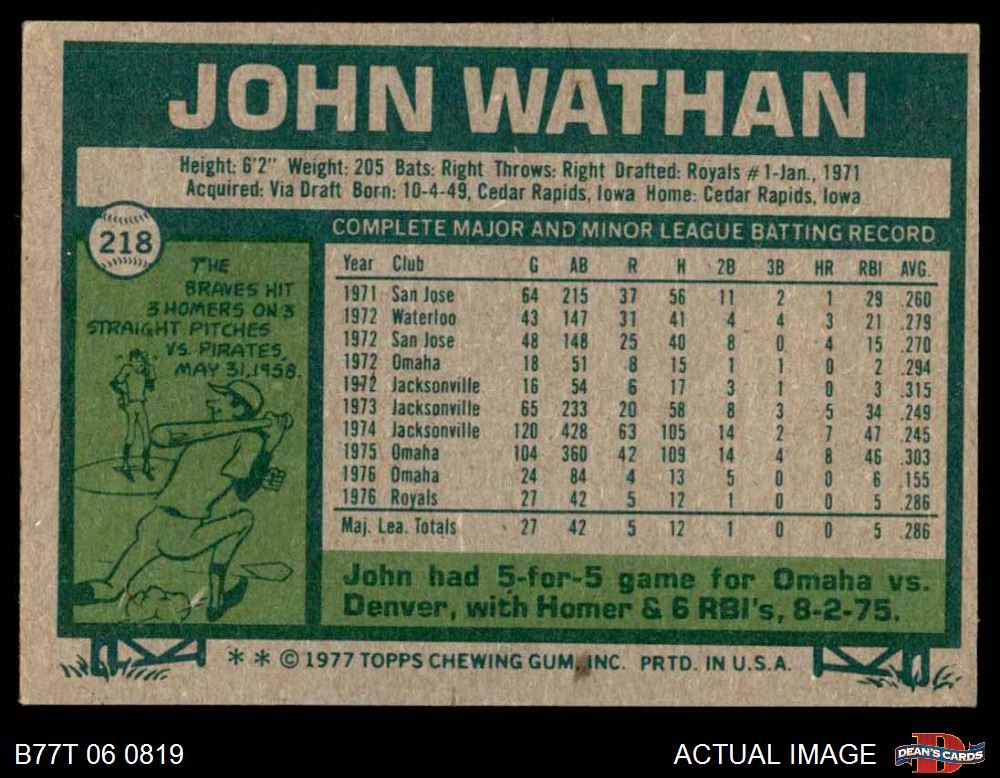 JOHN WATHAN
Height: 6'2" Weight: 205 Bats: Right Throws: Right Drafted: Royals #1-Jan., 1971
Acquired: Via Draft Born: 10-4-49, Cedar Rapids, Iowa Home: Cedar Rapids, Iowa
218
THE
BRAVES HIT
3 HOMERS ON 3
STRAIGHT PITCHES
VS. PIRATES,
MAY 31, 1958.
COMPLETE MAJOR AND MINOR LEAGUE BATTING RECORD
Year Club G AB R H 2B 3B HR RBI AVG.
1971 San Jose 64 215 37 56 11 2 1 29 .260
1972 Waterloo 43 147 31 41 4 4 3 21 .279
1972 San Jose 48 148 25 40 8 0 4 15 .270
1972 Omaha 18 51 8 15 1 1 0 2 .294
1972 Jacksonville 16 54 6 17 3 1 0 3 .315
1973 Jacksonville 65 233 20 58 8 3 5 34 .249
1974 Jacksonville 120 428 63 105 14 2 7 47 .245
1975 Omaha 104 360 42 109 14 4 8 46 .303
1976 Omaha 24 84 4 13 5 0 0 6 .155
1976 Royals 27 42 5 12 1 0 0 5 .286
Maj. Lea. Totals 27 42 5 12 1 0 0 5 .286
John had 5-for-5 game for Omaha vs.
Denver, with Homer & 6 RBI's, 8-2-75.
* * © 1977 TOPPS CHEWING GUM, INC. PRTD. IN U.S.A.
B77T 06 0819
ACTUAL IMAGE
D
DEAN'S CARDS